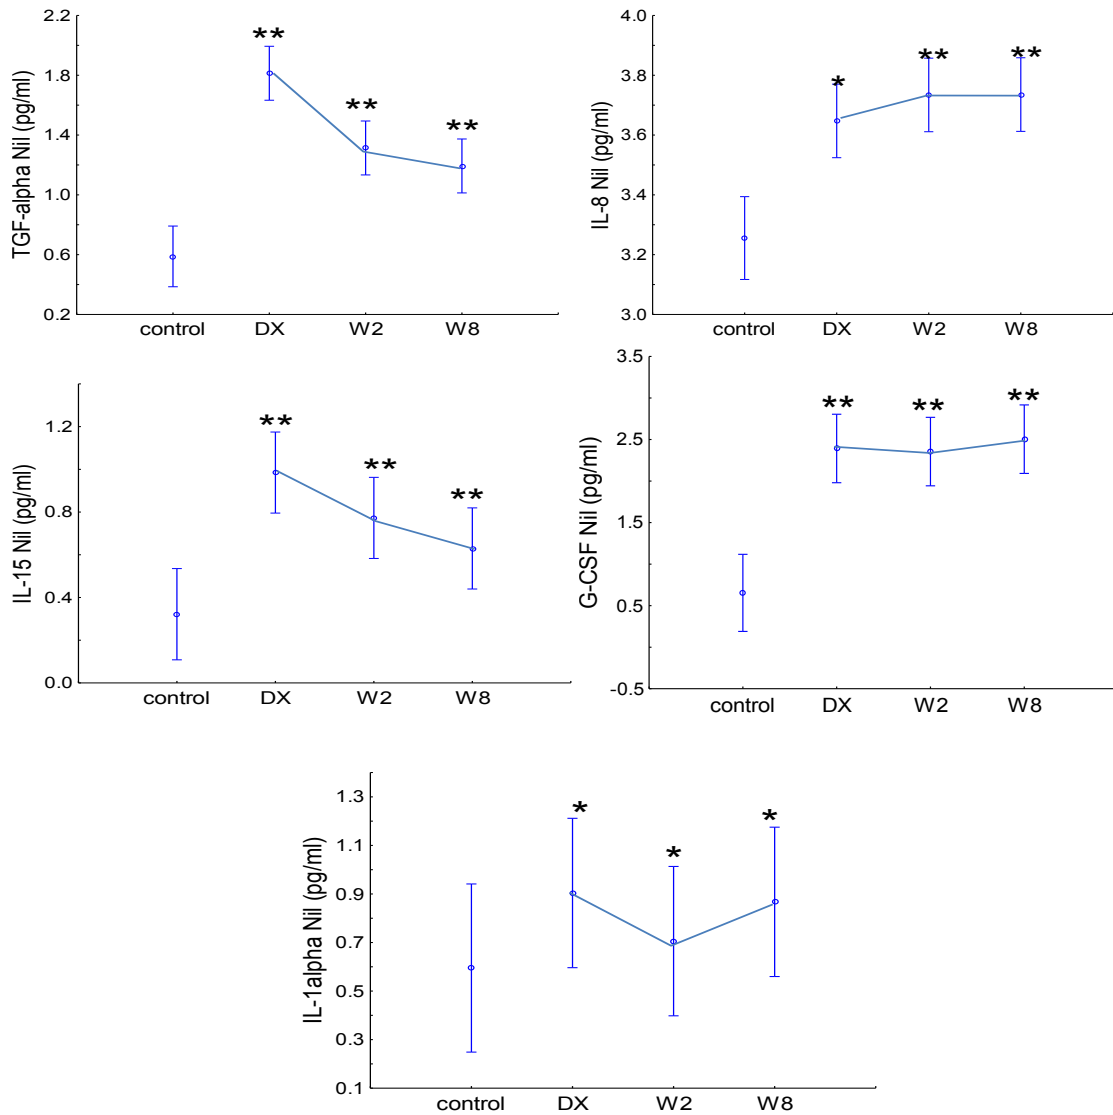 TGF-alpha Nil (pg/ml)
2.2
1.8
1.4
1.0
0.6
0.2
** ** **
control DX W2 W8
IL-8 Nil (pg/ml)
4.0
3.8
3.6
3.4
3.2
3.0
* ** **
control DX W2 W8
IL-15 Nil (pg/ml)
1.2
0.8
0.4
0.0
** ** **
control DX W2 W8
G-CSF Nil (pg/ml)
3.5
2.5
1.5
0.5
-0.5
** ** **
control DX W2 W8
IL-1alpha Nil (pg/ml)
1.3
1.1
0.9
0.7
0.5
0.3
0.1
* * *
control DX W2 W8